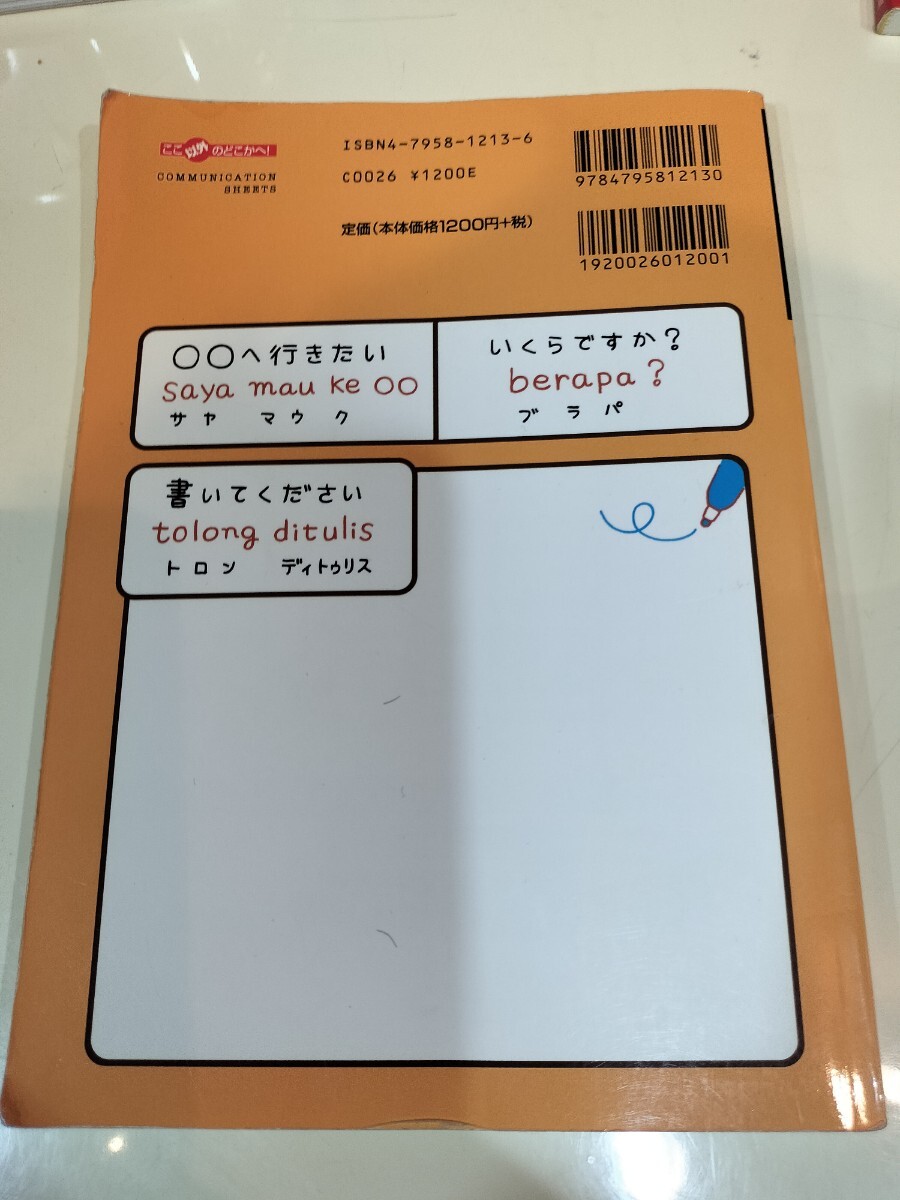 ここ以外のどこかへ!
COMMUNICATION
SHEETS
ISBN4-7958-1213-6
C0026 ¥1200E
定価(本体価格1200円+税)
9784795812130
1920026012001
○○へ行きたい
saya mau ke ○○
サヤ マウ ク
いくらですか?
berapa?
ブラパ
書いてください
tolong ditulis
トロン ディトゥリス